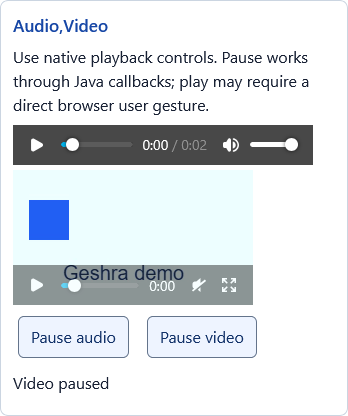 Audio,Video
Use native playback controls. Pause works
through Java callbacks; play may require a
direct browser user gesture.
0:00 / 0:02
Geshra demo
0:00
Pause audio Pause video
Video paused